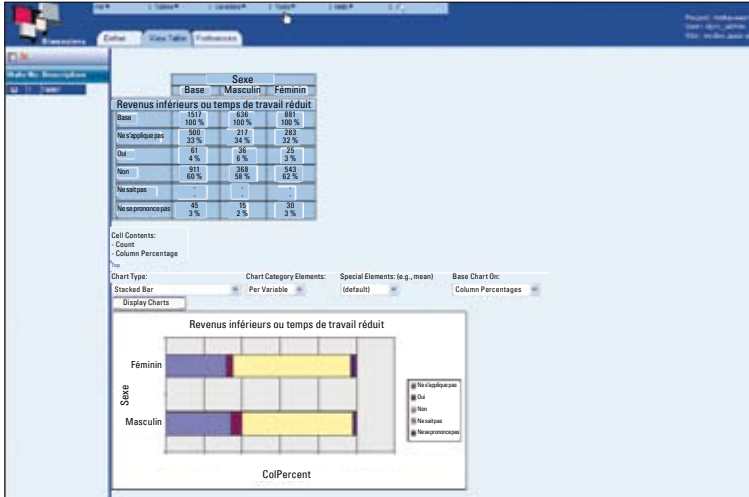 Dimensions
Define View Table Preferences
Sexe
Base Masculin Féminin
Revenus inférieurs ou temps de travail réduit
Base 1517 636 881
100 % 100 % 100 %
Ne s'applique pas 500 217 283
33 % 34 % 32 %
Oui 61 36 25
4 % 6 % 3 %
Non 911 368 543
60 % 58 % 62 %
Ne sait pas - - -
- - -
Ne se prononce pas 45 15 30
3 % 2 % 3 %
Cell Contents:
- Count
- Column Percentage
Top
Chart Type: Chart Category Elements: Special Elements: (e.g., mean) Base Chart On:
Stacked Bar Per Variable (default) Column Percentages
Display Charts
Revenus inférieurs ou temps de travail réduit
Féminin
Sexe
Masculin
ColPercent
Ne s'applique pas
Oui
Non
Ne sait pas
Ne se prononce pas